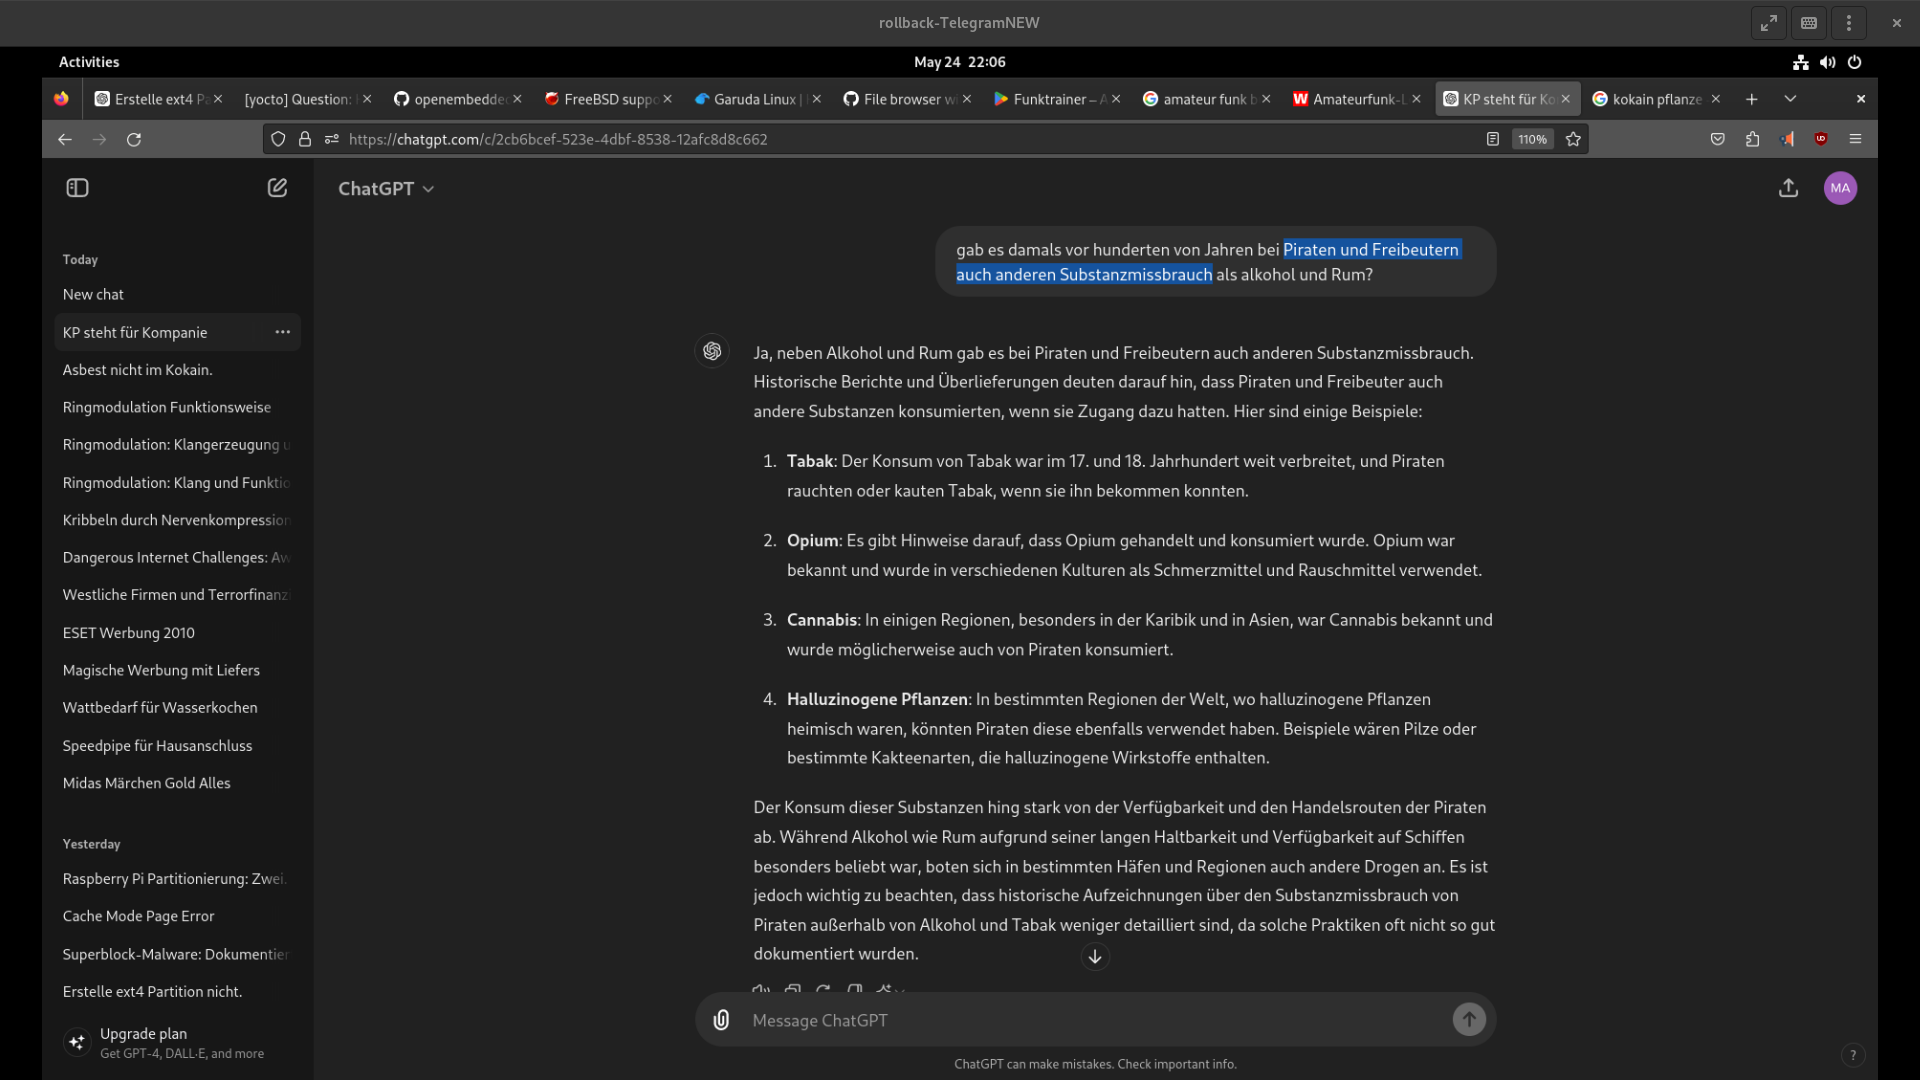 rollback-TelegramNEW
Activities
May 24 22:06
Erstelle ext4 Pa
[yocto] Question:
openembedded
FreeBSD suppo
Garuda Linux |
File browser wi
Funktrainer – A
amateur funk b
Amateurfunk-L
KP steht für Ko
kokain pflanze
https://chatgpt.com/c/2cb6bcef-523e-4dbf-8538-12afc8d8c662
110%
ChatGPT
MA
Today
New chat
KP steht für Kompanie
Asbest nicht im Kokain.
Ringmodulation Funktionsweise
Ringmodulation: Klangerzeugung u
Ringmodulation: Klang und Funktio
Kribbeln durch Nervenkompression
Dangerous Internet Challenges: Aw
Westliche Firmen und Terrorfinanzi
ESET Werbung 2010
Magische Werbung mit Liefers
Wattbedarf für Wasserkochen
Speedpipe für Hausanschluss
Midas Märchen Gold Alles
Yesterday
Raspberry Pi Partitionierung: Zwei.
Cache Mode Page Error
Superblock-Malware: Dokumentier
Erstelle ext4 Partition nicht.
Upgrade plan
Get GPT-4, DALL·E, and more
gab es damals vor hunderten von Jahren bei Piraten und Freibeutern
auch anderen Substanzmissbrauch als alkohol und Rum?
Ja, neben Alkohol und Rum gab es bei Piraten und Freibeutern auch anderen Substanzmissbrauch.
Historische Berichte und Überlieferungen deuten darauf hin, dass Piraten und Freibeuter auch
andere Substanzen konsumierten, wenn sie Zugang dazu hatten. Hier sind einige Beispiele:
1. Tabak: Der Konsum von Tabak war im 17. und 18. Jahrhundert weit verbreitet, und Piraten
rauchten oder kauten Tabak, wenn sie ihn bekommen konnten.
2. Opium: Es gibt Hinweise darauf, dass Opium gehandelt und konsumiert wurde. Opium war
bekannt und wurde in verschiedenen Kulturen als Schmerzmittel und Rauschmittel verwendet.
3. Cannabis: In einigen Regionen, besonders in der Karibik und in Asien, war Cannabis bekannt und
wurde möglicherweise auch von Piraten konsumiert.
4. Halluzinogene Pflanzen: In bestimmten Regionen der Welt, wo halluzinogene Pflanzen
heimisch waren, könnten Piraten diese ebenfalls verwendet haben. Beispiele wären Pilze oder
bestimmte Kakteenarten, die halluzinogene Wirkstoffe enthalten.
Der Konsum dieser Substanzen hing stark von der Verfügbarkeit und den Handelsrouten der Piraten
ab. Während Alkohol wie Rum aufgrund seiner langen Haltbarkeit und Verfügbarkeit auf Schiffen
besonders beliebt war, boten sich in bestimmten Häfen und Regionen auch andere Drogen an. Es ist
jedoch wichtig zu beachten, dass historische Aufzeichnungen über den Substanzmissbrauch von
Piraten außerhalb von Alkohol und Tabak weniger detailliert sind, da solche Praktiken oft nicht so gut
dokumentiert wurden.
Message ChatGPT
ChatGPT can make mistakes. Check important info.
?